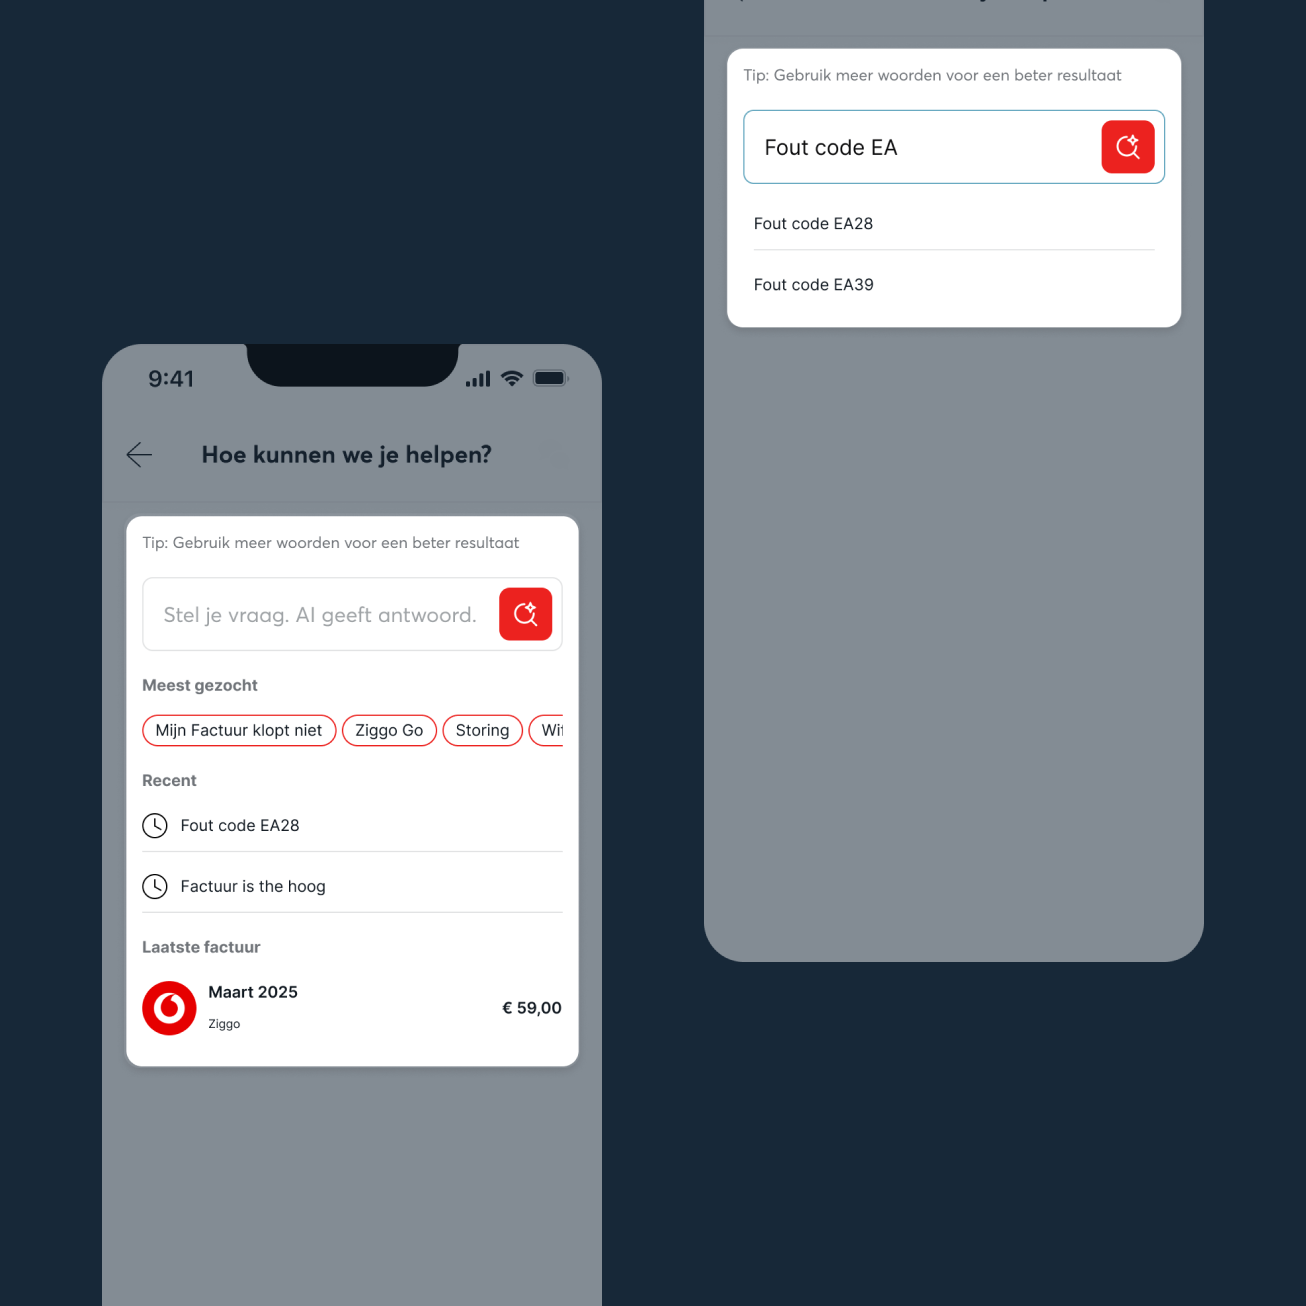 9:41
Hoe kunnen we je helpen?
Tip: Gebruik meer woorden voor een beter resultaat
Stel je vraag. AI geeft antwoord.
Meest gezocht
Mijn Factuur klopt niet
Ziggo Go
Storing
Recent
Fout code EA28
Factuur is the hoog
Laatste factuur
Maart 2025
€ 59,00
Ziggo
Tip: Gebruik meer woorden voor een beter resultaat
Fout code EA
Fout code EA28
Fout code EA39